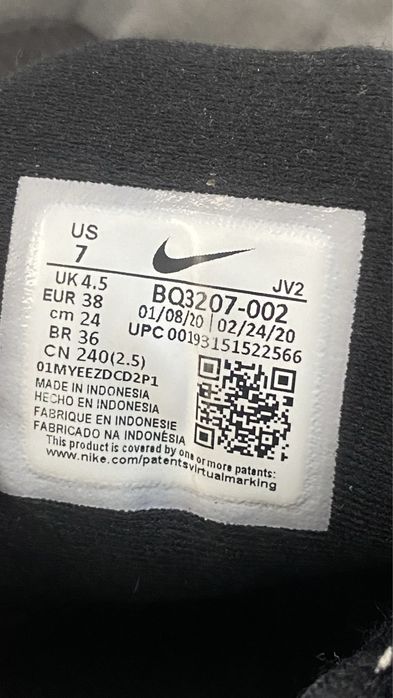 US
7
JV2
UK 4.5
EUR 38
cm 24
BR 36
CN 240(2.5)
BQ3207-002
01/08/20 | 02/24/20
UPC 00193151522566
01MYEEZDCD2P1
MADE IN INDONESIA
HECHO EN INDONESIA
FABRIQUE EN INDONESIE
FABRICADO NA INDONÉSIA
This product is covered by one or more patents:
www.nike.com/patentsvirtualmarking